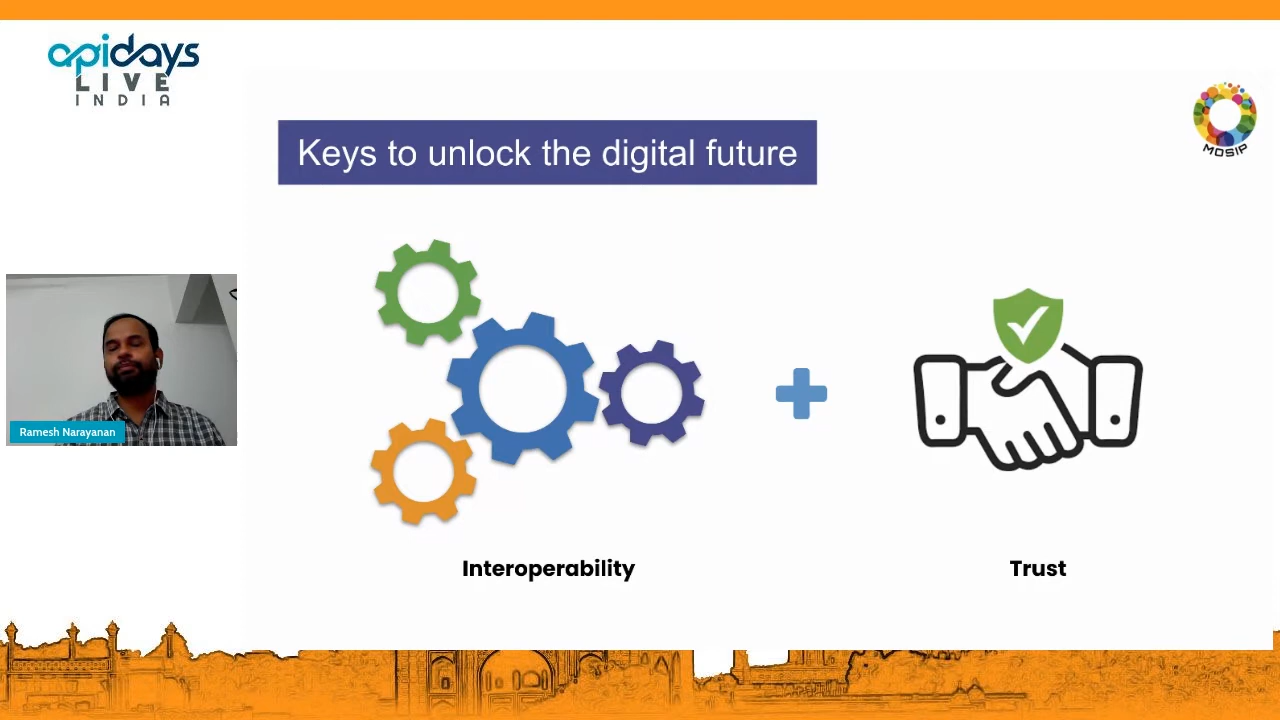 apidays
LIVE
INDIA
MOSIP
Keys to unlock the digital future
Ramesh Narayanan
Interoperability
Trust